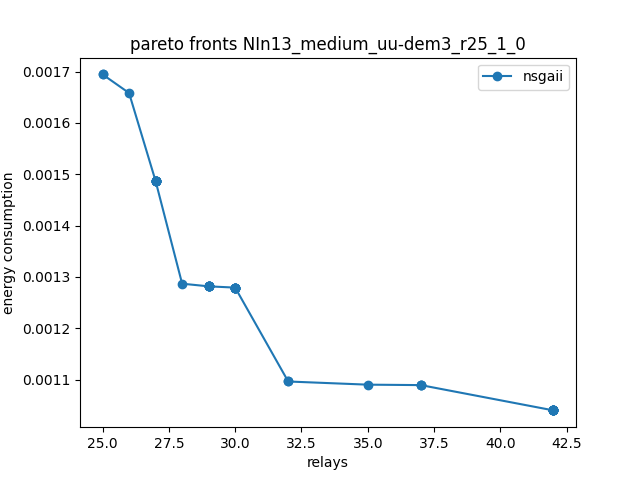 pareto fronts NIn13_medium_uu-dem3_r25_1_0
nsgaii
energy consumption
0.0017
0.0016
0.0015
0.0014
0.0013
0.0012
0.0011
25.0 27.5 30.0 32.5 35.0 37.5 40.0 42.5
relays